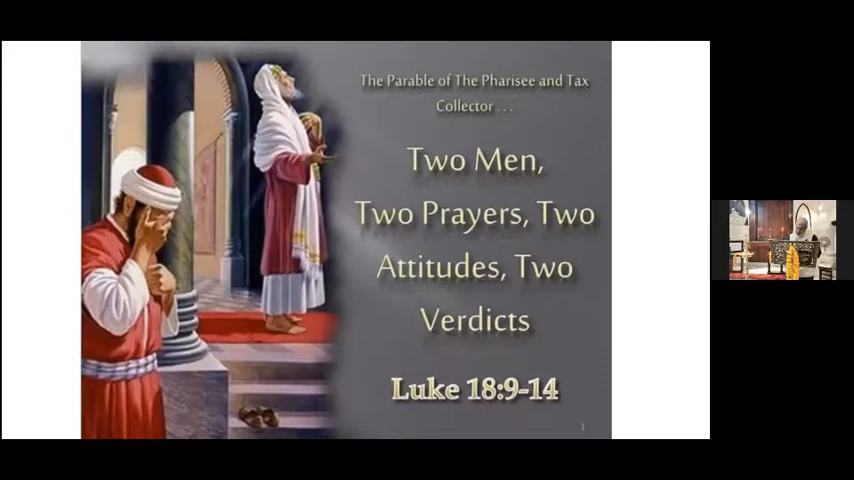 The Parable of The Pharisee and Tax
Collector . . .
Two Men,
Two Prayers, Two
Attitudes, Two
Verdicts
Luke 18:9-14
1